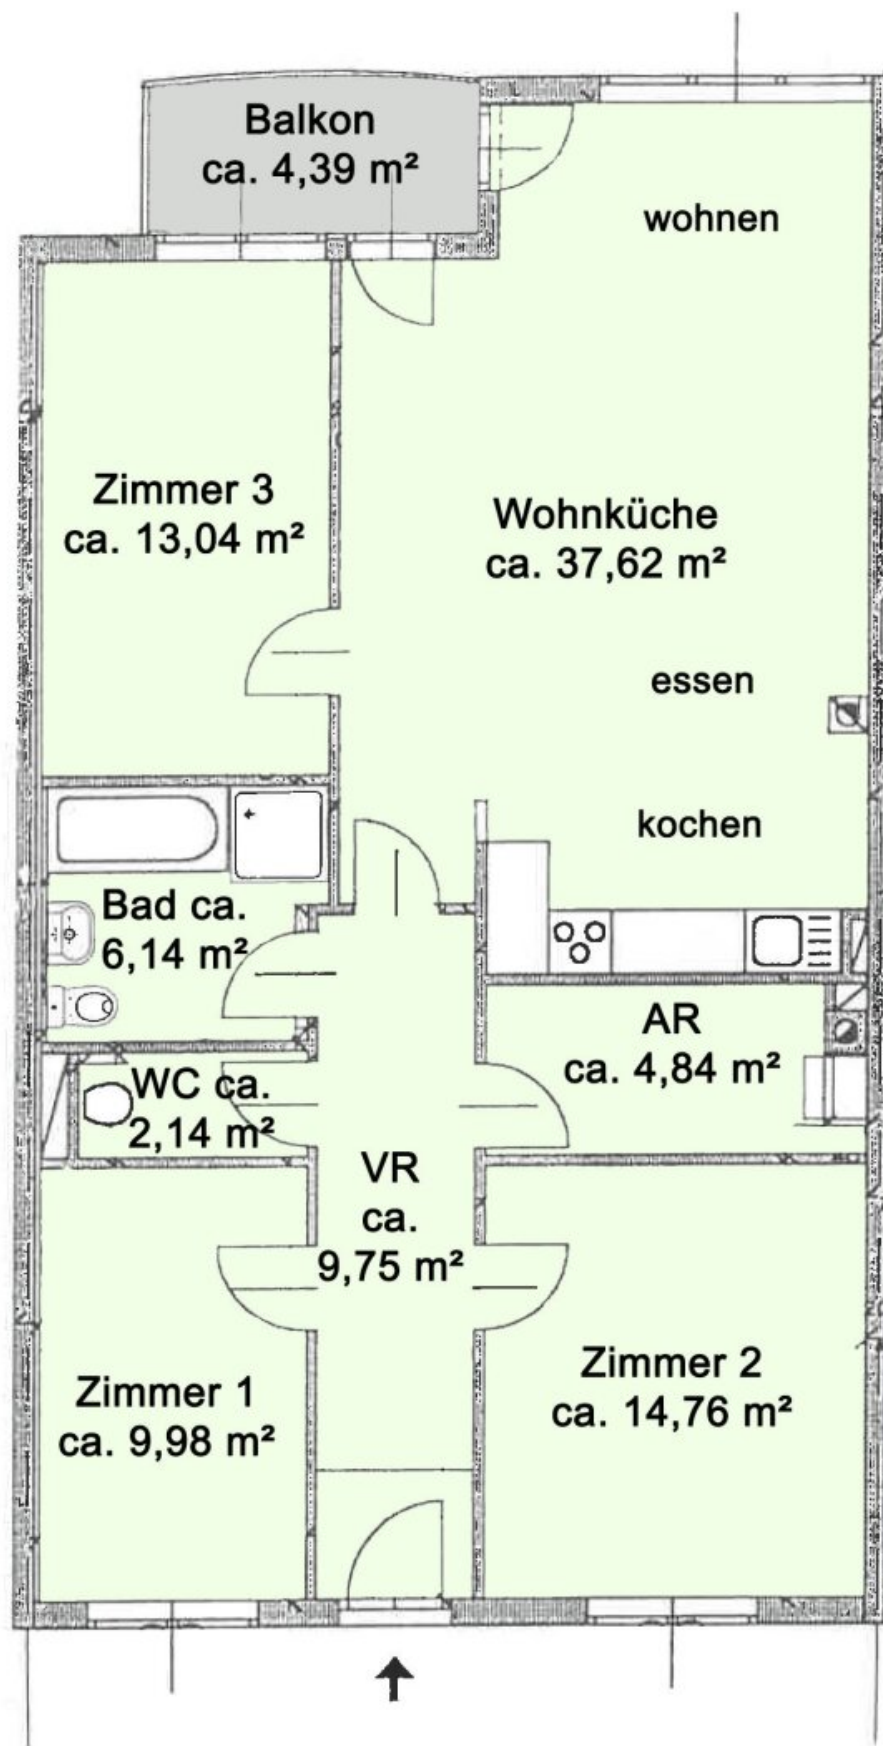 Balkon
ca. 4,39 m²
wohnen
Zimmer 3
ca. 13,04 m²
Wohnküche
ca. 37,62 m²
essen
kochen
Bad ca.
6,14 m²
AR
ca. 4,84 m²
WC ca.
2,14 m²
VR
ca.
9,75 m²
Zimmer 1
ca. 9,98 m²
Zimmer 2
ca. 14,76 m²